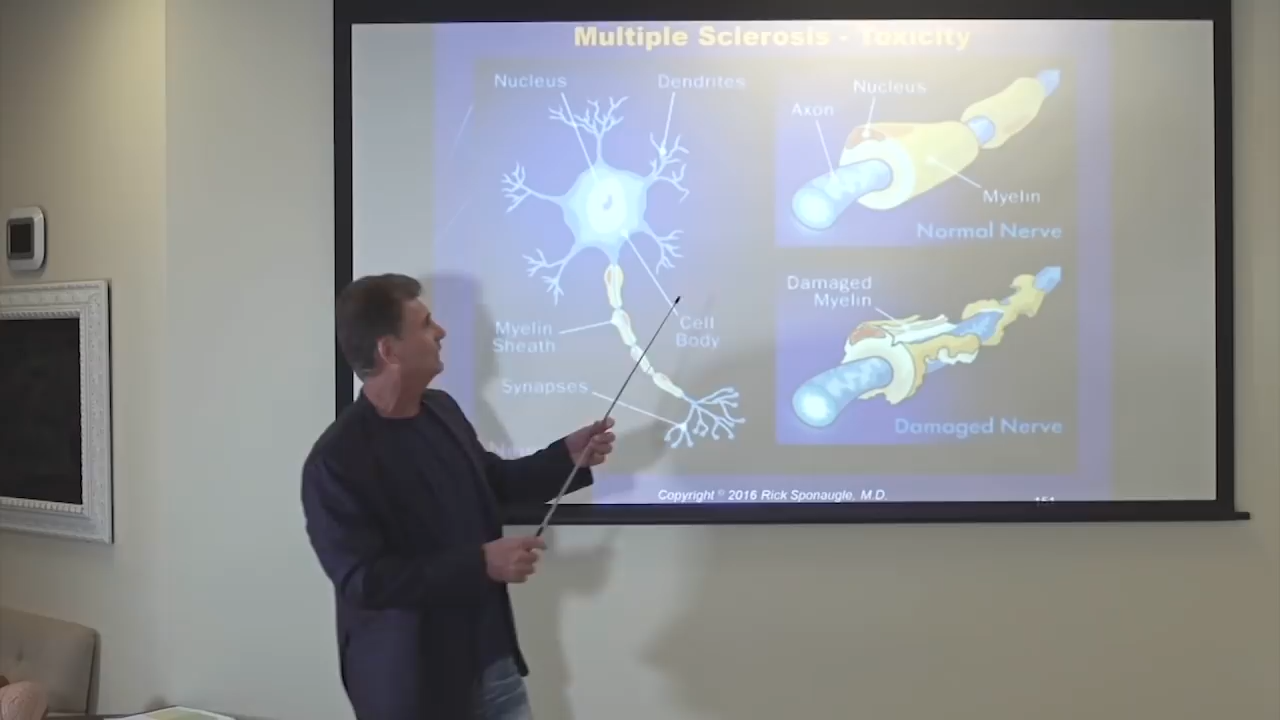 Multiple Sclerosis - Toxicity
Nucleus
Dendrites
Myelin
Sheath
Cell
Body
Synapses
Nucleus
Axon
Myelin
Normal Nerve
Damaged
Myelin
Damaged Nerve
Copyright © 2016 Rick Sponaugle, M.D.
151